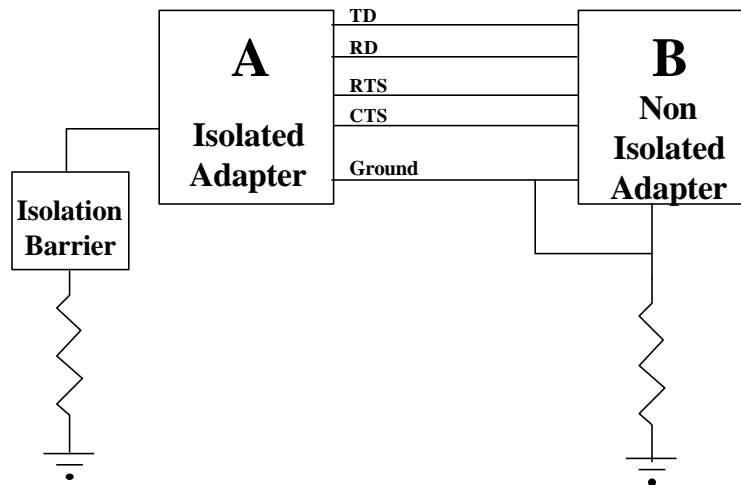 TD
RD
RTS
CTS
Ground
A
Isolated
Adapter
B
Non
Isolated
Adapter
Isolation
Barrier